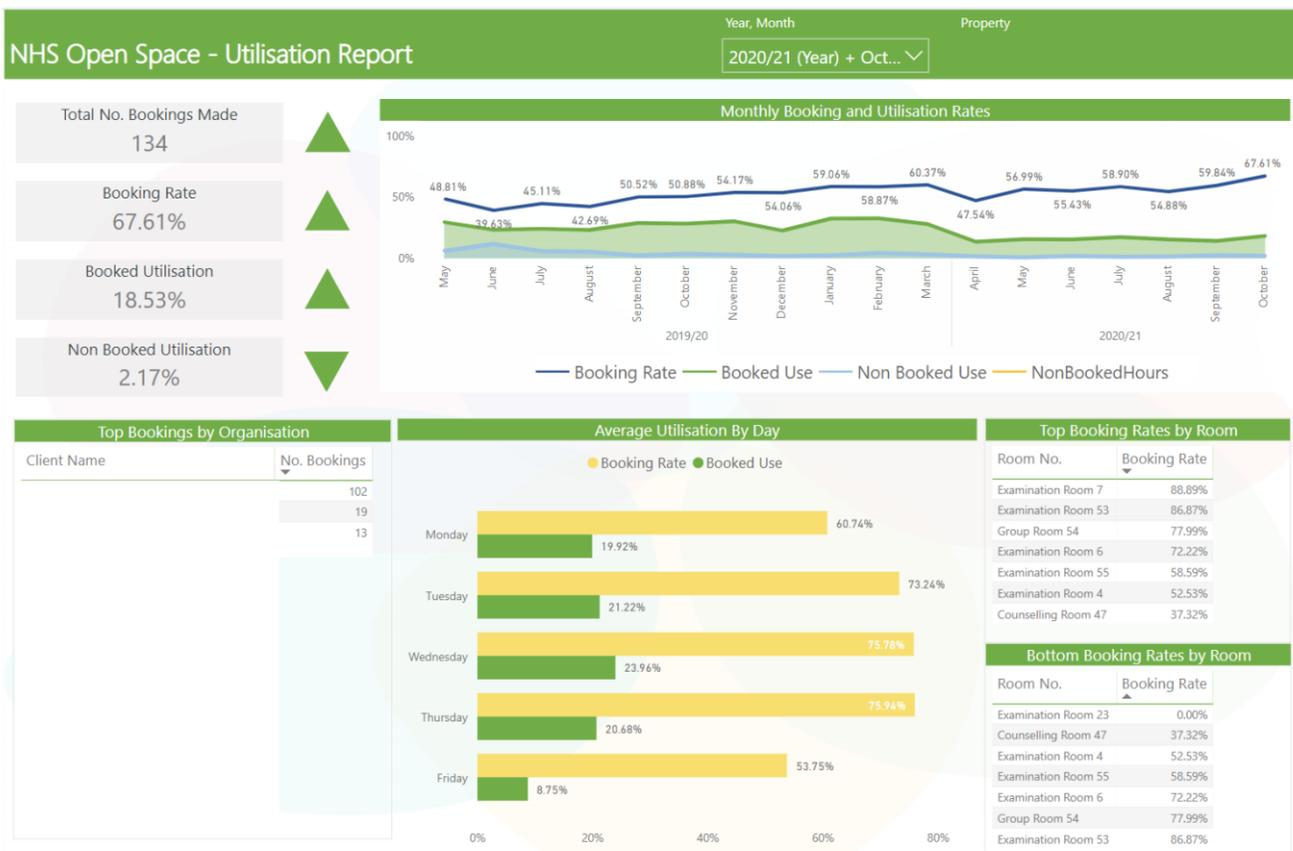 Year, Month
Property
NHS Open Space - Utilisation Report
2020/21 (Year) + Oct...
Total No. Bookings Made
134
Booking Rate
67.61%
Booked Utilisation
18.53%
Non Booked Utilisation
2.17%
Monthly Booking and Utilisation Rates
100%
50%
0%
48.81%
39.63%
45.11%
42.69%
50.52%
50.88%
54.17%
54.06%
59.06%
58.87%
60.37%
47.54%
56.99%
55.43%
58.90%
54.88%
59.84%
67.61%
May
June
July
August
September
October
November
December
January
February
March
April
May
June
July
August
September
October
2019/20
2020/21
Booking Rate
Booked Use
Non Booked Use
NonBookedHours
Top Bookings by Organisation
Client Name
No. Bookings
102
19
13
Average Utilisation By Day
Booking Rate
Booked Use
Monday
60.74%
19.92%
Tuesday
73.24%
21.22%
Wednesday
75.78%
23.96%
Thursday
75.94%
20.68%
Friday
53.75%
8.75%
0%
20%
40%
60%
80%
Top Booking Rates by Room
Room No.
Booking Rate
Examination Room 7 88.89%
Examination Room 53 86.87%
Group Room 54 77.99%
Examination Room 6 72.22%
Examination Room 55 58.59%
Examination Room 4 52.53%
Counselling Room 47 37.32%
Bottom Booking Rates by Room
Room No.
Booking Rate
Examination Room 23 0.00%
Counselling Room 47 37.32%
Examination Room 4 52.53%
Examination Room 55 58.59%
Examination Room 6 72.22%
Group Room 54 77.99%
Examination Room 53 86.87%